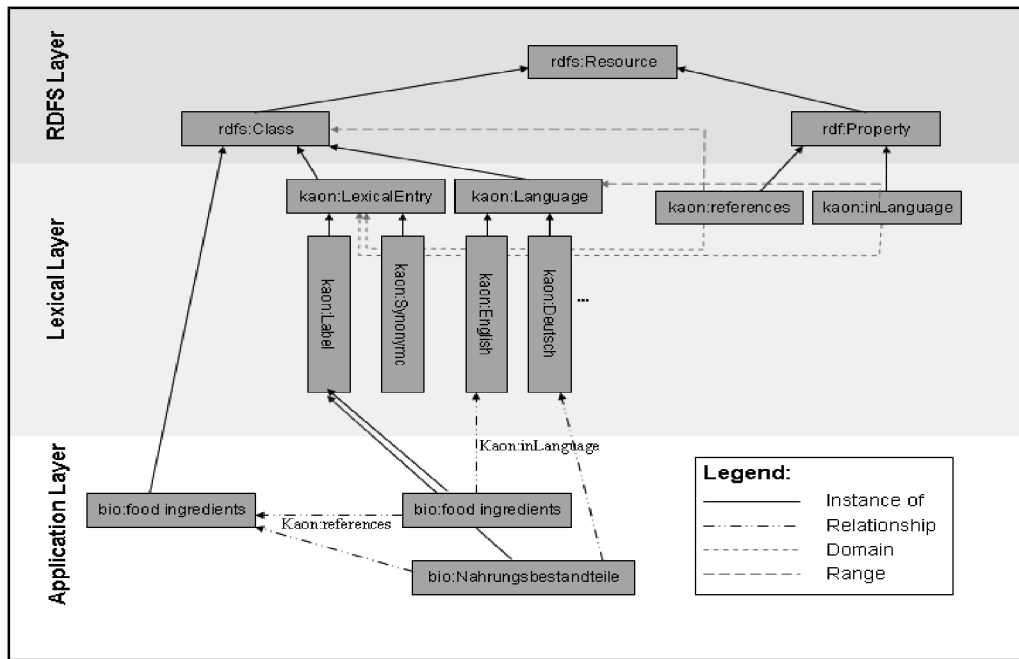 RDFS Layer
rdfs:Resource
rdfs:Class
rdf:Property
Lexical Layer
kaon:LexicalEntry
kaon:Language
kaon:references
kaon:inLanguage
kaon:Label
kaon:Synonymc
kaon:English
kaon:Deutsch
...
Application Layer
Kaon:inLanguage
bio:food ingredients
Kaon:references
bio:food ingredients
bio:Nahrungsbestandteile
Legend:
Instance of
Relationship
Domain
Range